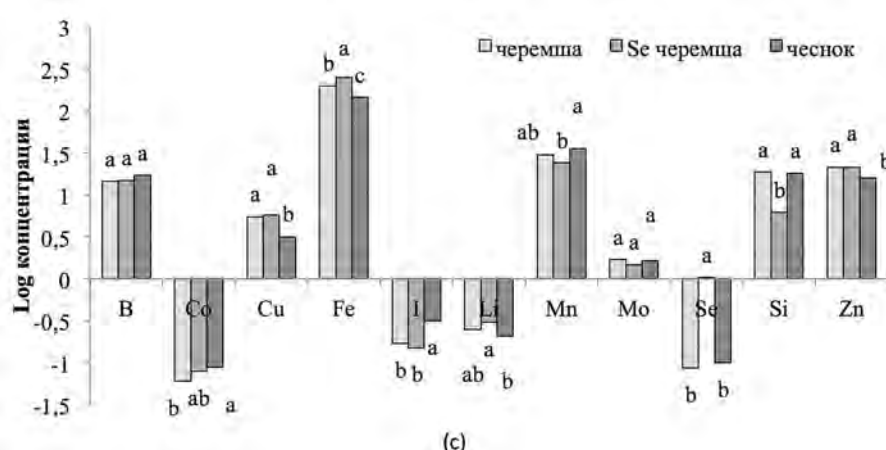 Log концентрации
3
2,5
2
1,5
1
0,5
0
-0,5
-1
-1,5
черемша Se черемша чеснок
a a a
b ab a
a a b
b a c
b b a
ab a b
ab b a
a a a
b a b
a b a
a a b
B Co Cu Fe I Li Mn Mo Se Si Zn
(c)